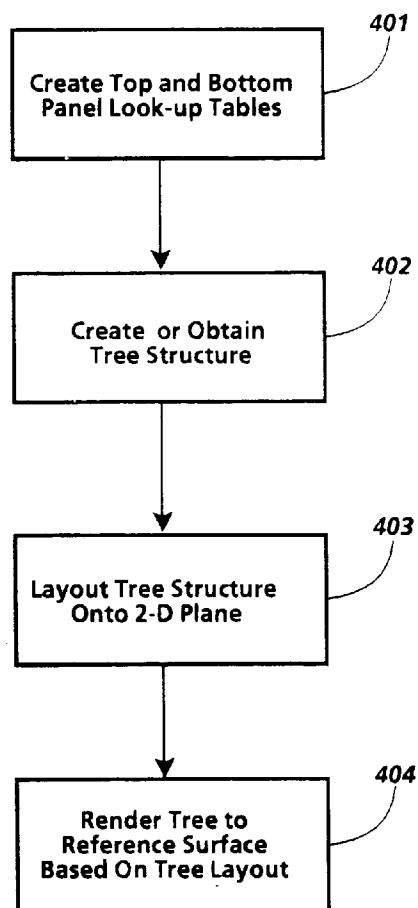 401
Create Top and Bottom
Panel Look-up Tables
402
Create or Obtain
Tree Structure
403
Layout Tree Structure
Onto 2-D Plane
404
Render Tree to
Reference Surface
Based On Tree Layout